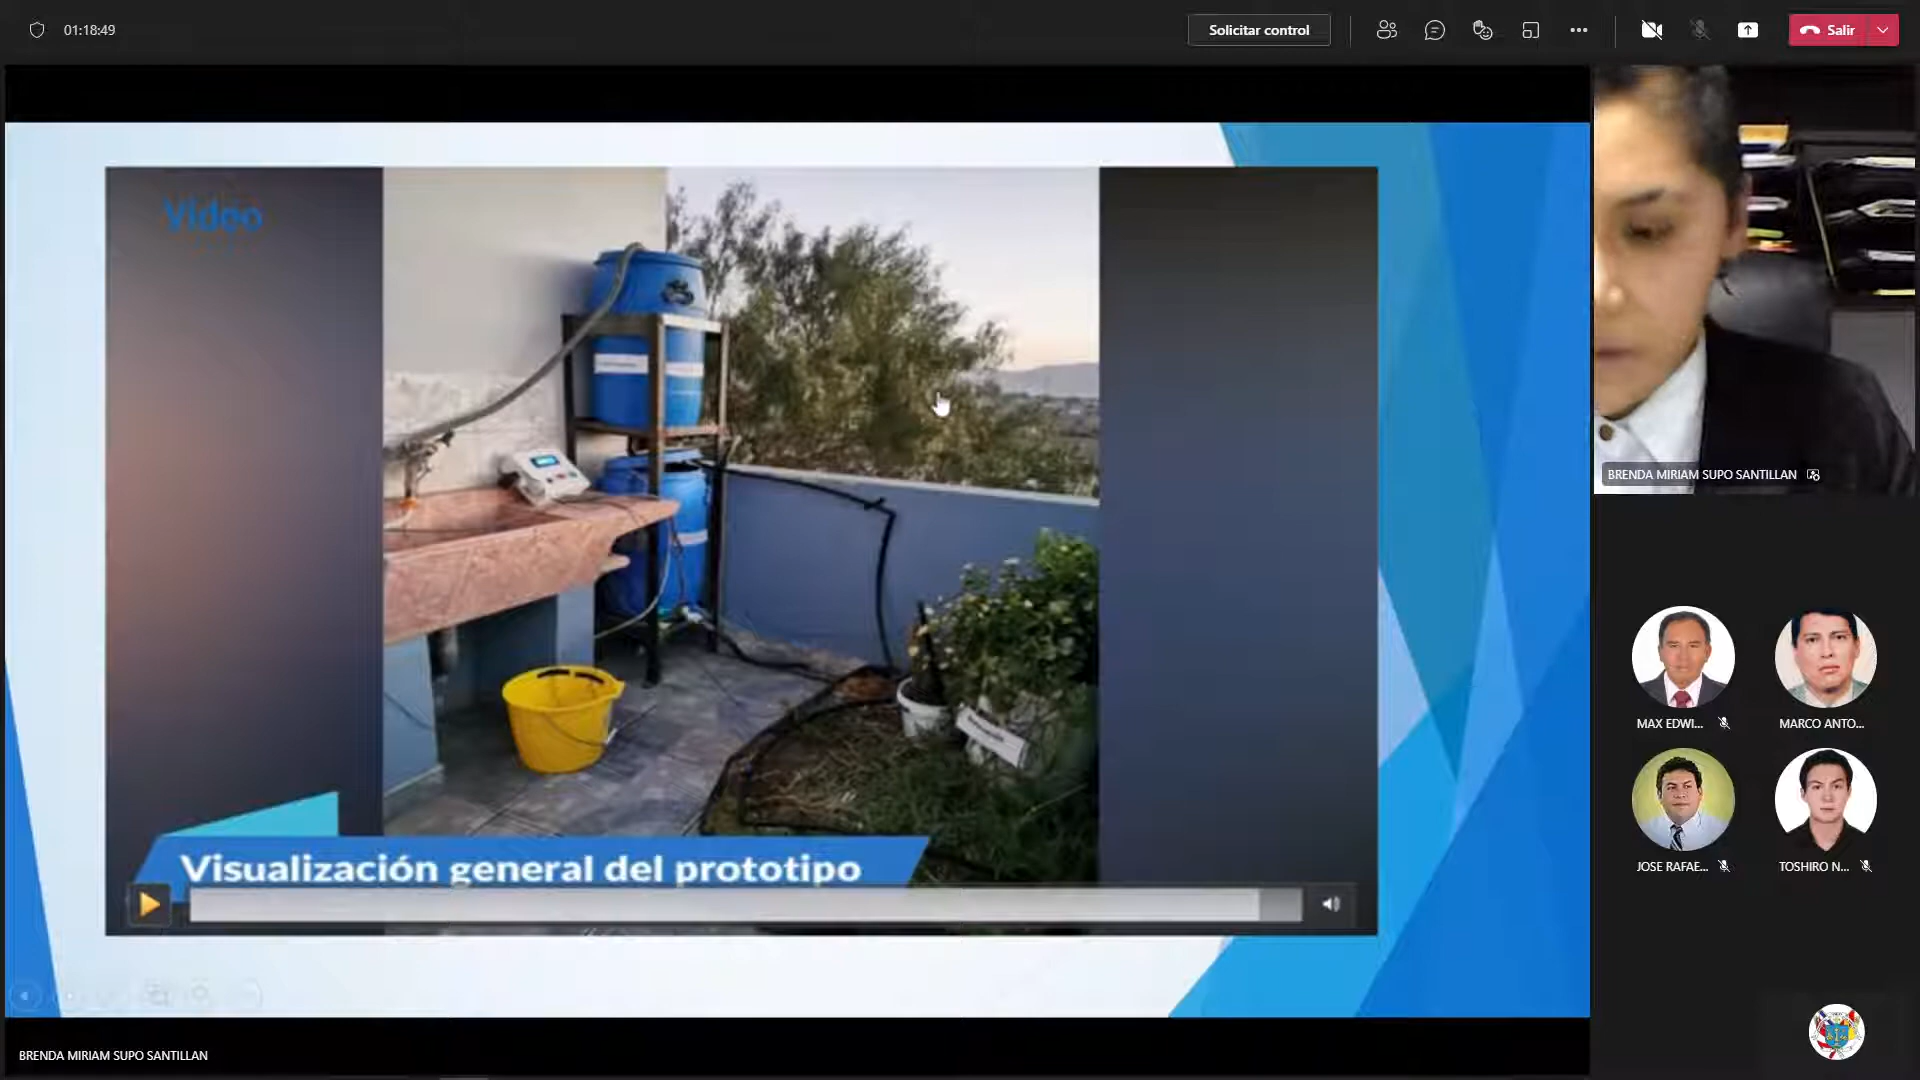 01:18:49
Solicitar control
Salir
Video
Visualización general del prototipo
BRENDA MIRIAM SUPO SANTILLAN
MAX EDWI...
MARCO ANTO...
JOSE RAFAE...
TOSHIRO N...
BRENDA MIRIAM SUPO SANTILLAN